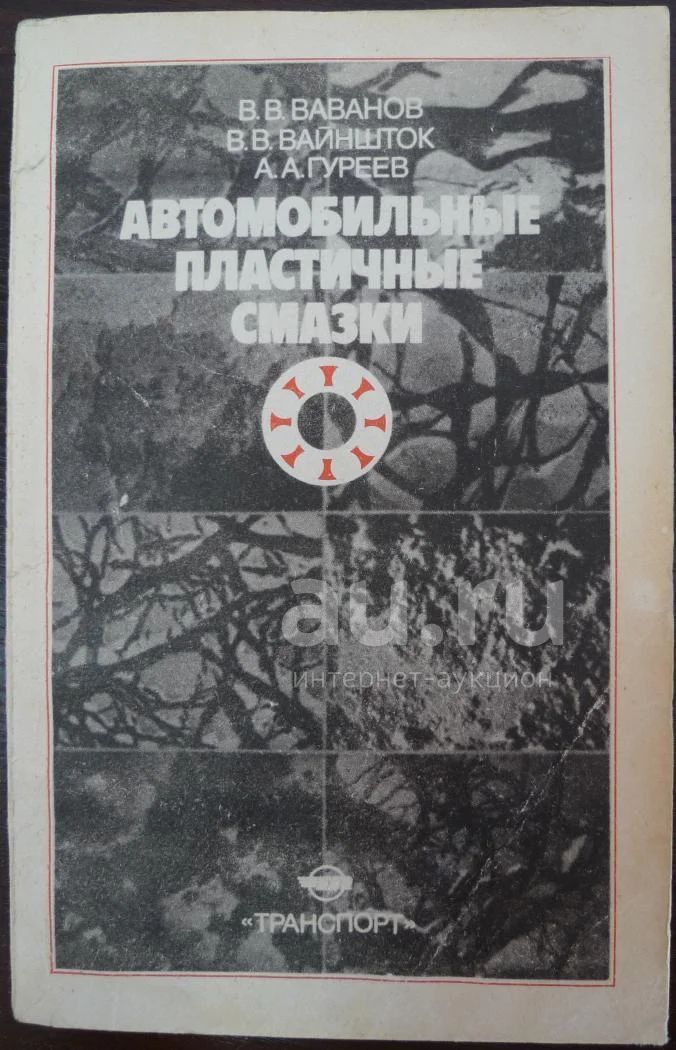 В.В.ВАВАНОВ
В.В.ВАЙНШТОК
А.А.ГУРЕЕВ
АВТОМОБИЛЬНЫЕ
ПЛАСТИЧНЫЕ
СМАЗКИ
au.ru
интернет-аукцион
«ТРАНСПОРТ»